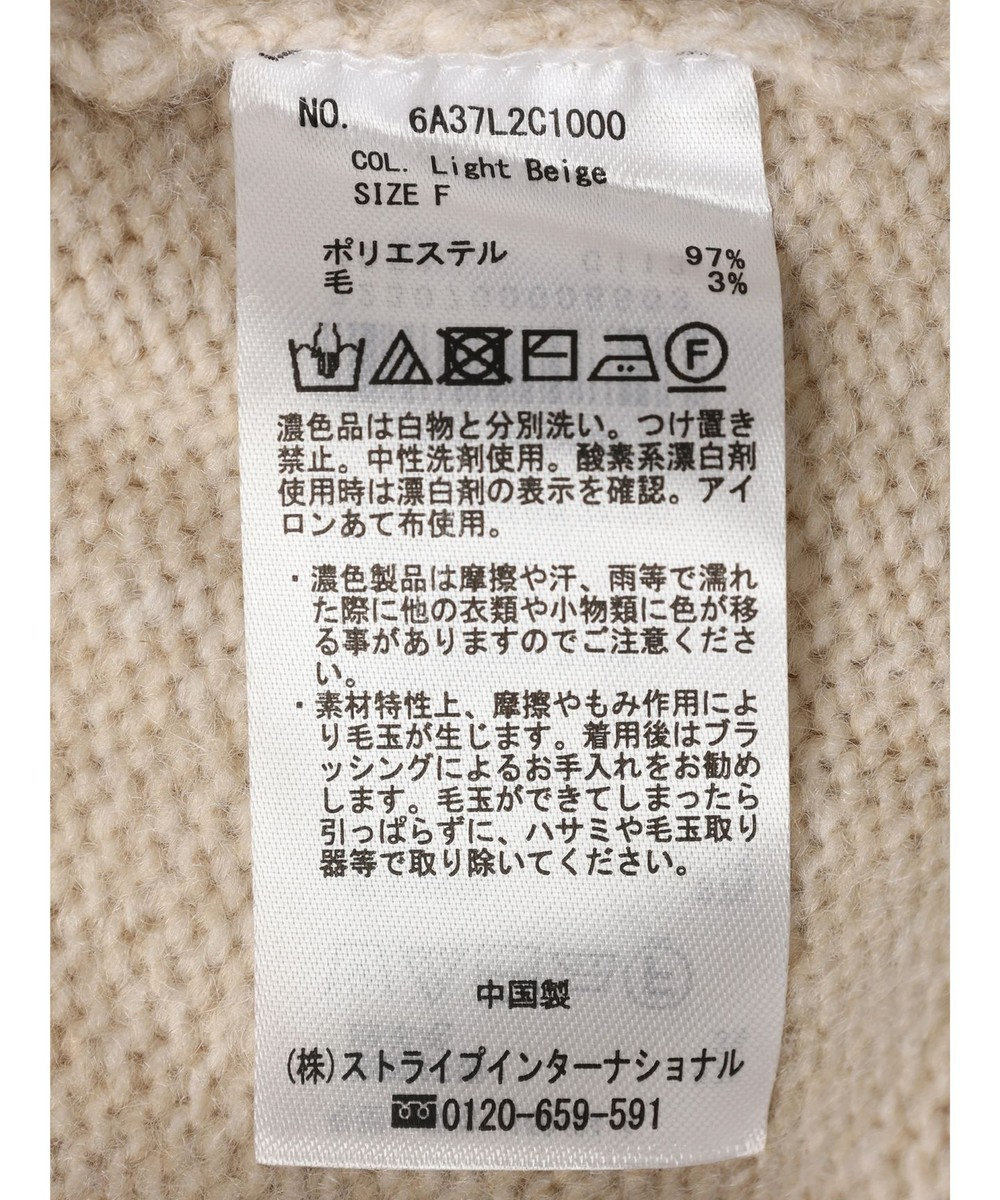 NO. 6A37L2C1000
COL. Light Beige
SIZE F
ポリエステル 97%
毛 3%
F
濃色品は白物と分別洗い。つけ置き
禁止。中性洗剤使用。酸素系漂白剤
使用時は漂白剤の表示を確認。アイ
ロンあて布使用。
・濃色製品は摩擦や汗、雨等で濡れ
た際に他の衣類や小物類に色が移
る事がありますのでご注意くださ
い。
・素材特性上、摩擦やもみ作用によ
り毛玉が生じます。着用後はブラ
ッシングによるお手入れをお勧め
します。毛玉ができてしまったら
引っぱらずに、ハサミや毛玉取り
器等で取り除いてください。
中国製
(株)ストライプインターナショナル
0120-659-591